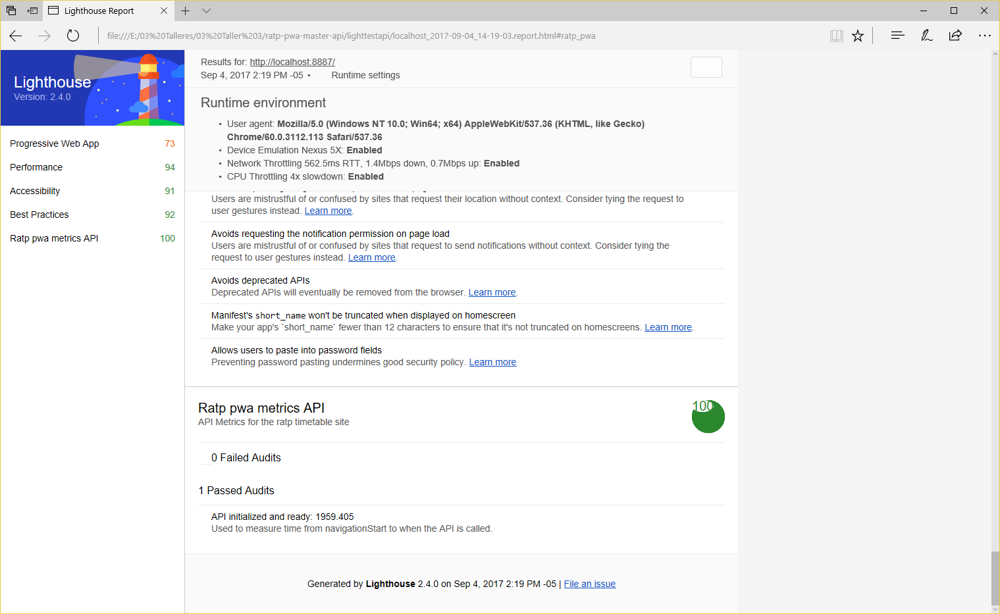 Lighthouse Report
file:///E:/03%20Talleres/03%20Taller%203/ratp-pwa-master-api/lighttestapi/localhost_2017-09-04_14-19-03.report.html#ratp_pwa
Lighthouse
Version: 2.4.0
Progressive Web App 73
Performance 94
Accessibility 91
Best Practices 92
Ratp pwa metrics API 100
Results for: http://localhost:8887/
Sep 4, 2017 2:19 PM -05 • Runtime settings
Runtime environment
• User agent: Mozilla/5.0 (Windows NT 10.0; Win64; x64) AppleWebKit/537.36 (KHTML, like Gecko)
Chrome/60.0.3112.113 Safari/537.36
• Device Emulation Nexus 5X: Enabled
• Network Throttling 562.5ms RTT, 1.4Mbps down, 0.7Mbps up: Enabled
• CPU Throttling 4x slowdown: Enabled
Users are mistrustful of or confused by sites that request their location without context. Consider tying the request to
user gestures instead. Learn more.
Avoids requesting the notification permission on page load
Users are mistrustful of or confused by sites that request to send notifications without context. Consider tying the
request to user gestures instead. Learn more.
Avoids deprecated APIs
Deprecated APIs will eventually be removed from the browser. Learn more.
Manifest's short_name won't be truncated when displayed on homescreen
Make your app's `short_name` fewer than 12 characters to ensure that it's not truncated on homescreens. Learn more.
Allows users to paste into password fields
Preventing password pasting undermines good security policy. Learn more
Ratp pwa metrics API
100
API Metrics for the ratp timetable site
0 Failed Audits
1 Passed Audits
API initialized and ready: 1959.405
Used to measure time from navigationStart to when the API is called.
Generated by Lighthouse 2.4.0 on Sep 4, 2017 2:19 PM -05 | File an issue